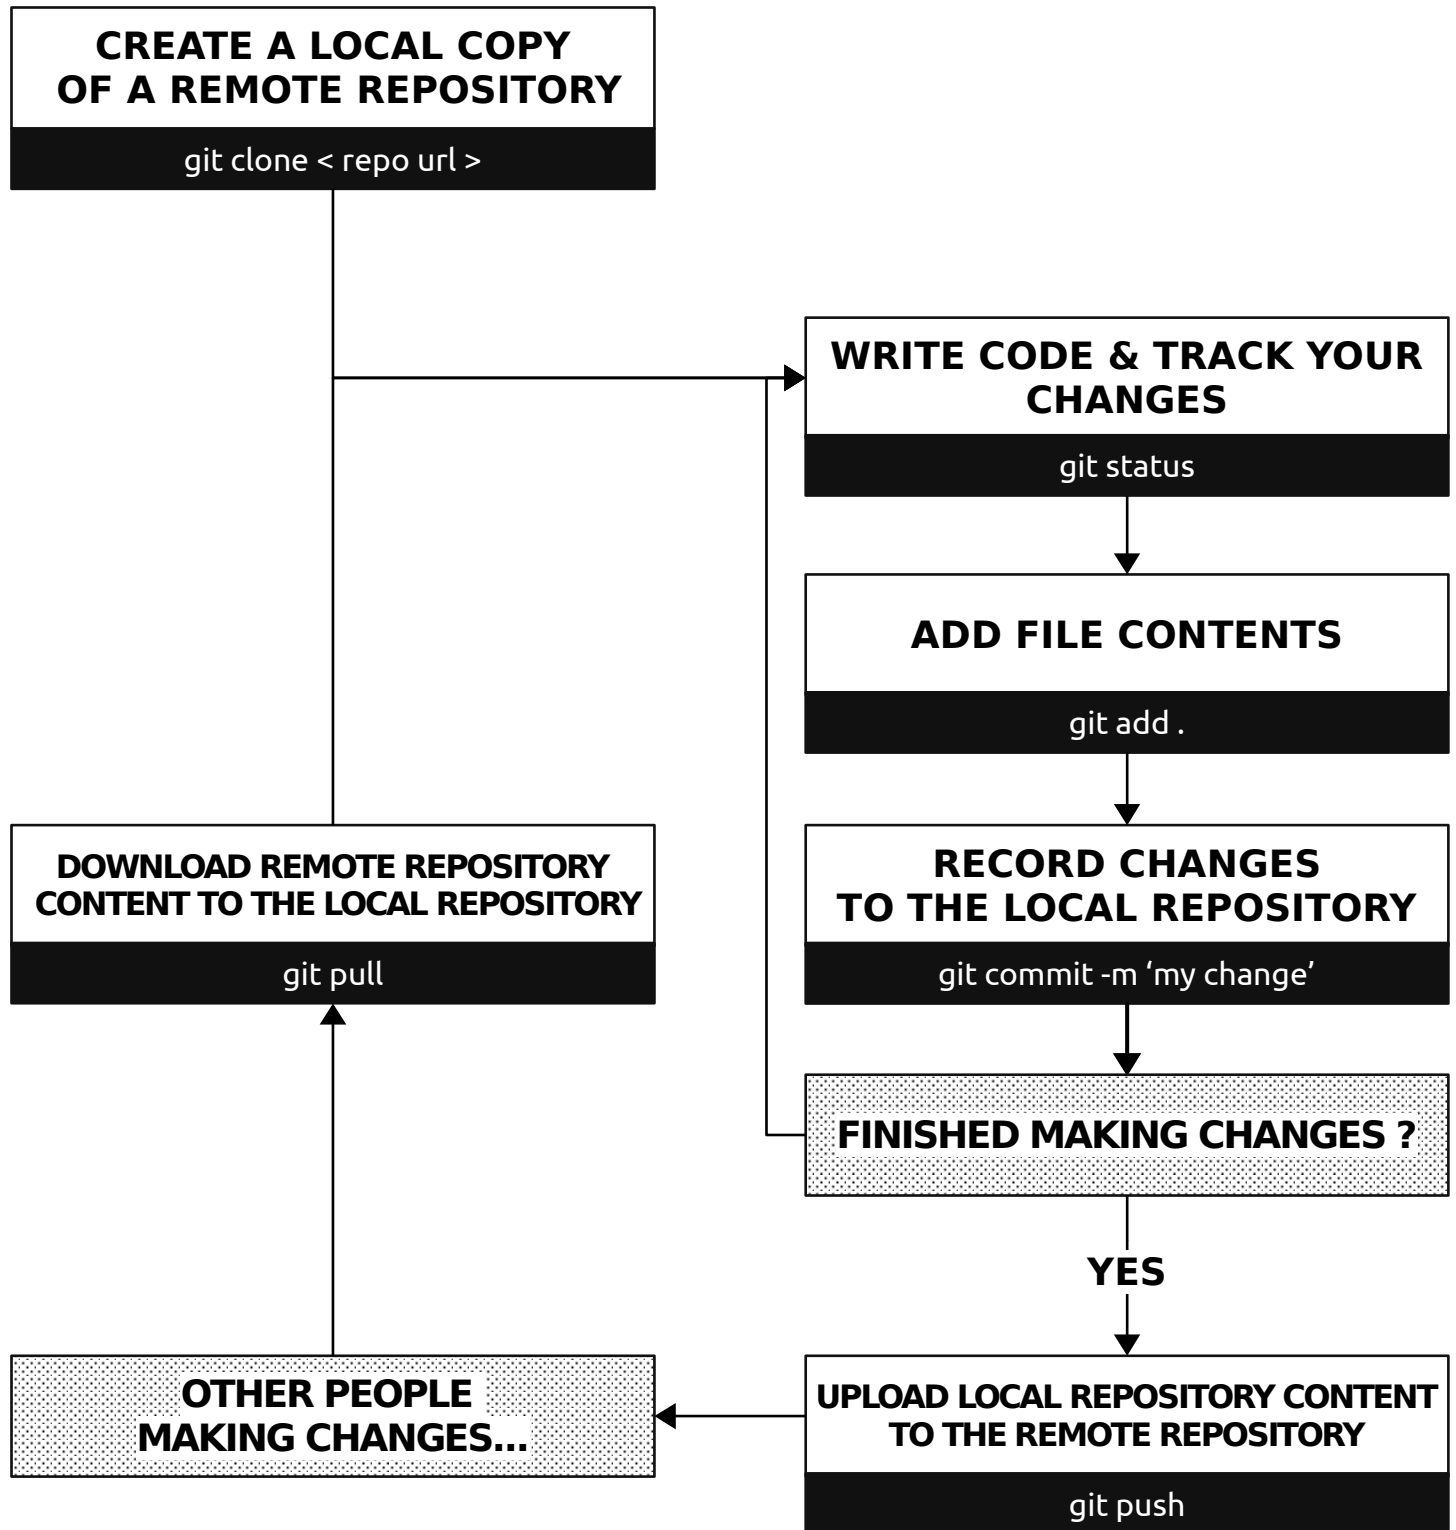 CREATE A LOCAL COPY
OF A REMOTE REPOSITORY
git clone < repo url >
WRITE CODE & TRACK YOUR
CHANGES
git status
ADD FILE CONTENTS
git add .
RECORD CHANGES
TO THE LOCAL REPOSITORY
git commit -m ‘my change’
DOWNLOAD REMOTE REPOSITORY
CONTENT TO THE LOCAL REPOSITORY
git pull
FINISHED MAKING CHANGES ?
YES
OTHER PEOPLE
MAKING CHANGES...
UPLOAD LOCAL REPOSITORY CONTENT
TO THE REMOTE REPOSITORY
git push